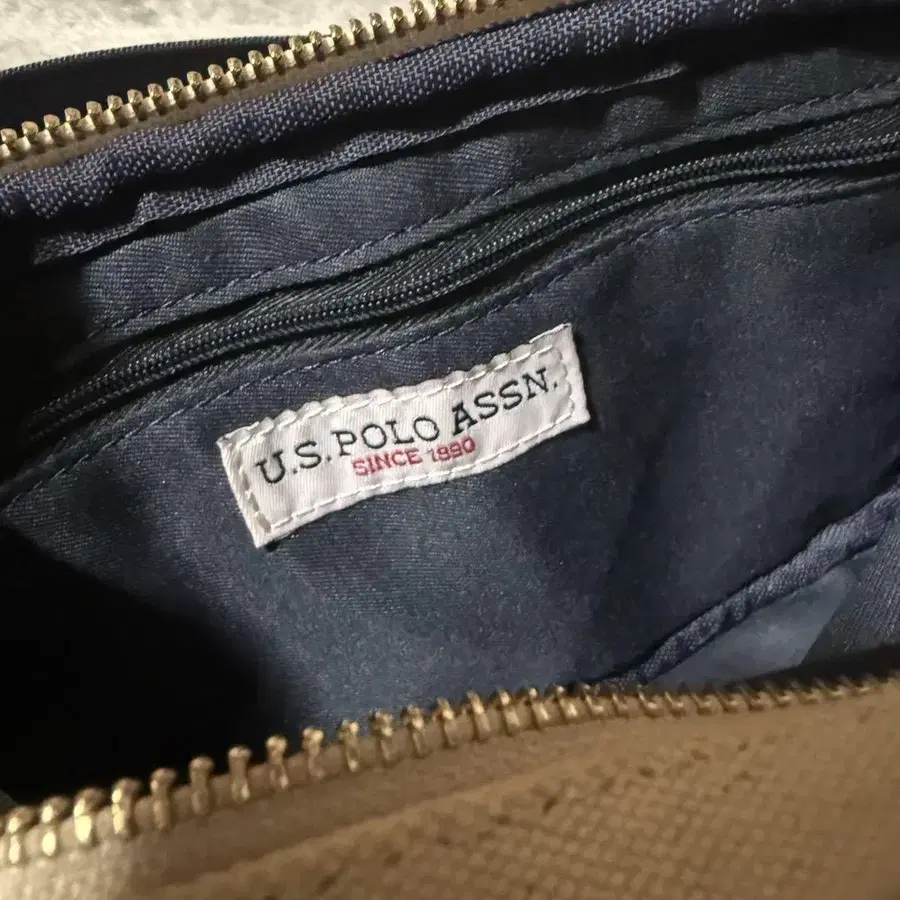 U.S. POLO ASSN.
SINCE 1890